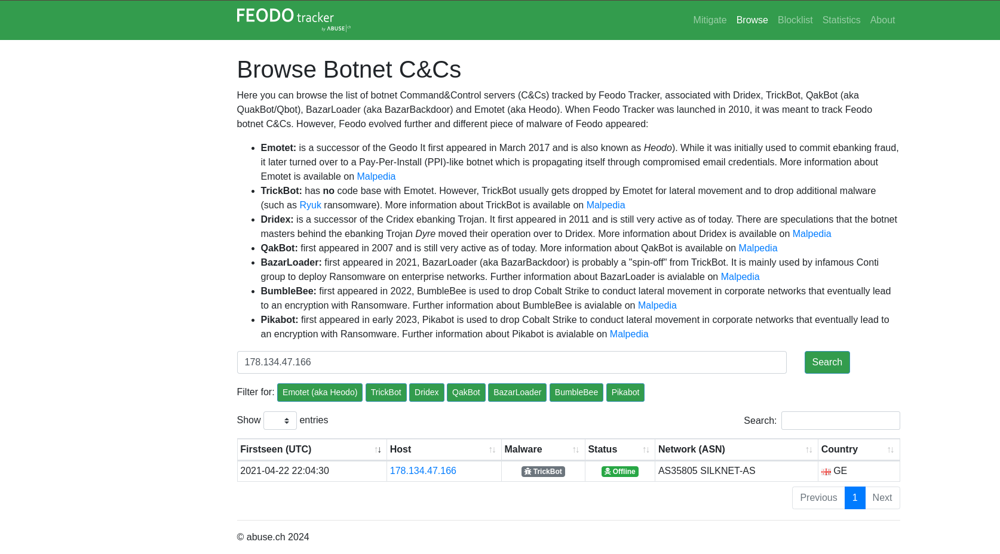 FEODO tracker
by ABUSE ch
Mitigate Browse Blocklist Statistics About
Browse Botnet C&Cs
Here you can browse the list of botnet Command&Control servers (C&Cs) tracked by Feodo Tracker, associated with Dridex, TrickBot, QakBot (aka
QuakBot/Qbot), BazarLoader (aka BazarBackdoor) and Emotet (aka Heodo). When Feodo Tracker was launched in 2010, it was meant to track Feodo
botnet C&Cs. However, Feodo evolved further and different piece of malware of Feodo appeared:
• Emotet: is a successor of the Geodo It first appeared in March 2017 and is also known as Heodo). While it was initially used to commit ebanking fraud,
it later turned over to a Pay-Per-Install (PPI)-like botnet which is propagating itself through compromised email credentials. More information about
Emotet is available on Malpedia
• TrickBot: has no code base with Emotet. However, TrickBot usually gets dropped by Emotet for lateral movement and to drop additional malware
(such as Ryuk ransomware). More information about TrickBot is available on Malpedia
• Dridex: is a successor of the Cridex ebanking Trojan. It first appeared in 2011 and is still very active as of today. There are speculations that the botnet
masters behind the ebanking Trojan Dyre moved their operation over to Dridex. More information about Dridex is available on Malpedia
• QakBot: first appeared in 2007 and is still very active as of today. More information about QakBot is available on Malpedia
• BazarLoader: first appeared in 2021, BazarLoader (aka BazarBackdoor) is probably a "spin-off" from TrickBot. It is mainly used by infamous Conti
group to deploy Ransomware on enterprise networks. Further information about BazarLoader is avialable on Malpedia
• BumbleBee: first appeared in 2022, BumbleBee is used to drop Cobalt Strike to conduct lateral movement in corporate networks that eventually lead
to an encryption with Ransomware. Further information about BumbleBee is avialable on Malpedia
• Pikabot: first appeared in early 2023, Pikabot is used to drop Cobalt Strike to conduct lateral movement in corporate networks that eventually lead to
an encryption with Ransomware. Further information about Pikabot is avialable on Malpedia
178.134.47.166 Search
Filter for: Emotet (aka Heodo) TrickBot Dridex QakBot BazarLoader BumbleBee Pikabot
Show entries Search:
Firstseen (UTC) Host Malware Status Network (ASN) Country
2021-04-22 22:04:30 178.134.47.166 TrickBot Offline AS35805 SILKNET-AS GE
Previous 1 Next
© abuse.ch 2024